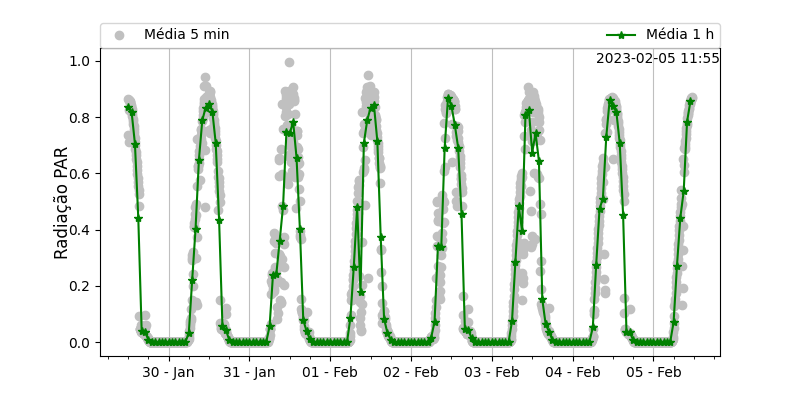 Média 5 min
Média 1 h
2023-02-05 11:55
Radiação PAR
1.0
0.8
0.6
0.4
0.2
0.0
30 - Jan
31 - Jan
01 - Feb
02 - Feb
03 - Feb
04 - Feb
05 - Feb